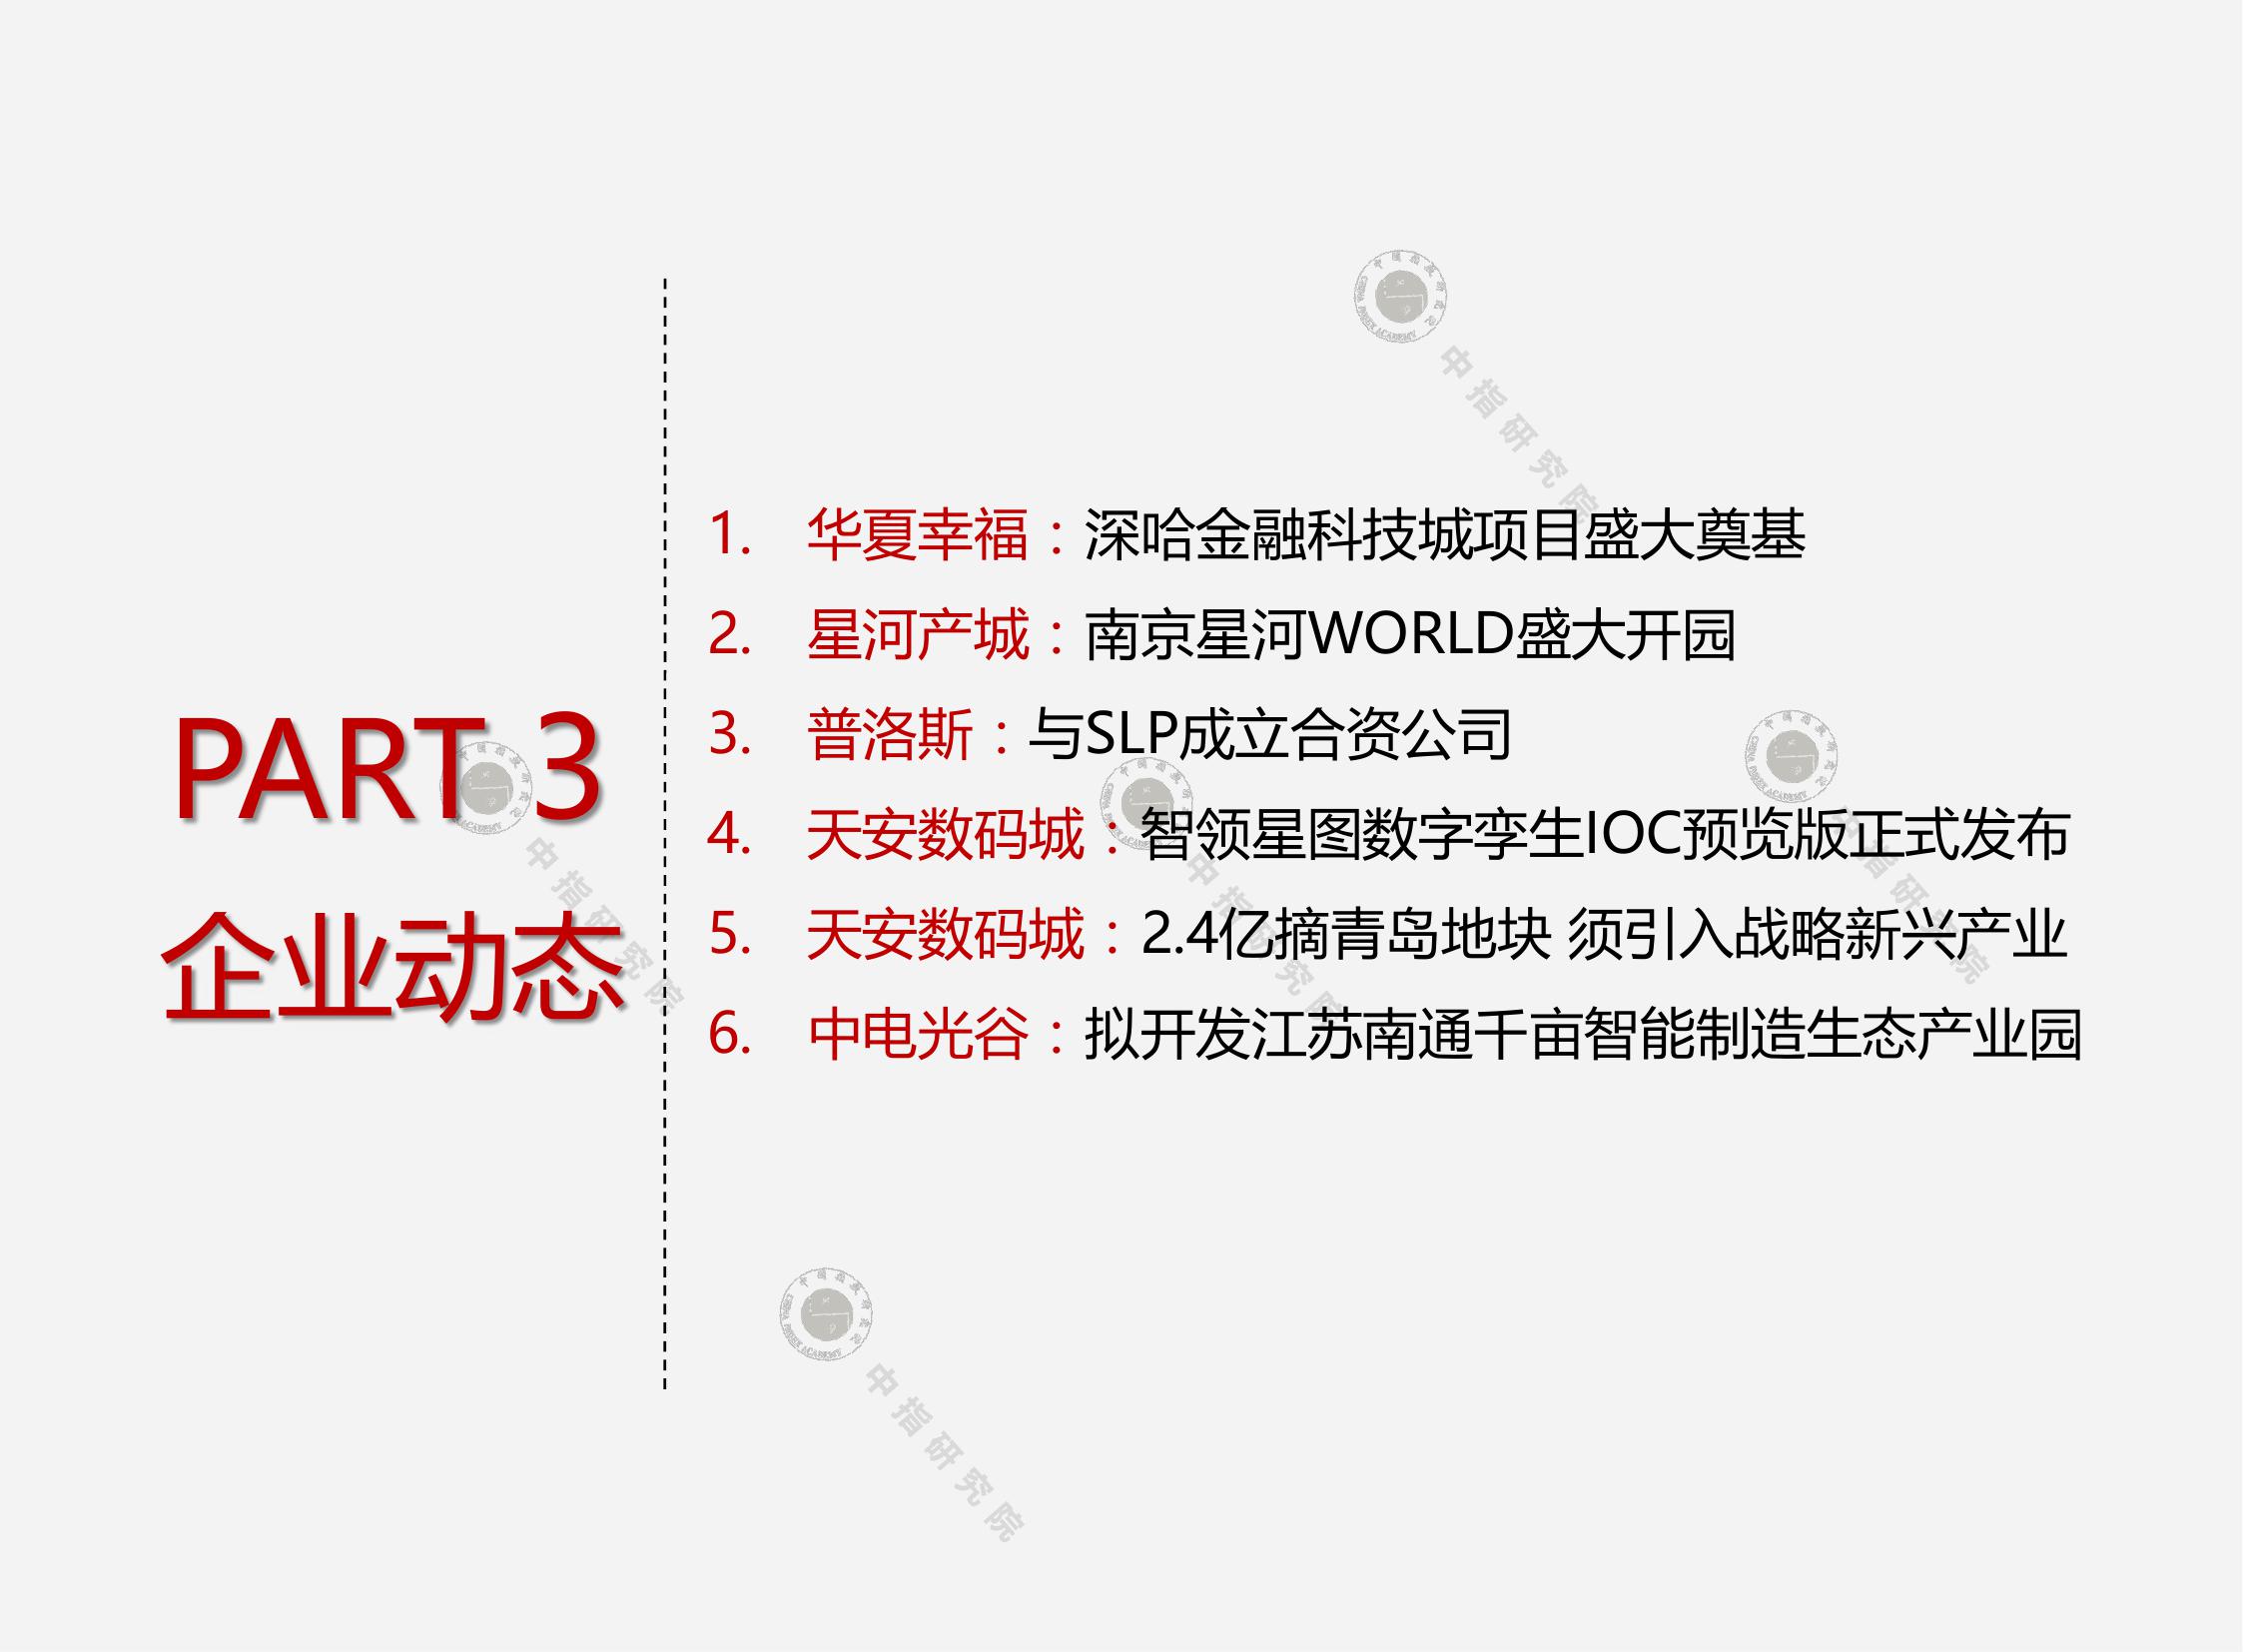 PART 3
企业动态
1. 华夏幸福：深哈金融科技城项目盛大奠基
2. 星河产城：南京星河WORLD盛大开园
3. 普洛斯：与SLP成立合资公司
4. 天安数码城：智领星图数字孪生IOC预览版正式发布
5. 天安数码城：2.4亿摘青岛地块 须引入战略新兴产业
6. 中电光谷：拟开发江苏南通千亩智能制造生态产业园
中指研究院
中指研究院
中指研究院
中指研究院
中指研究院